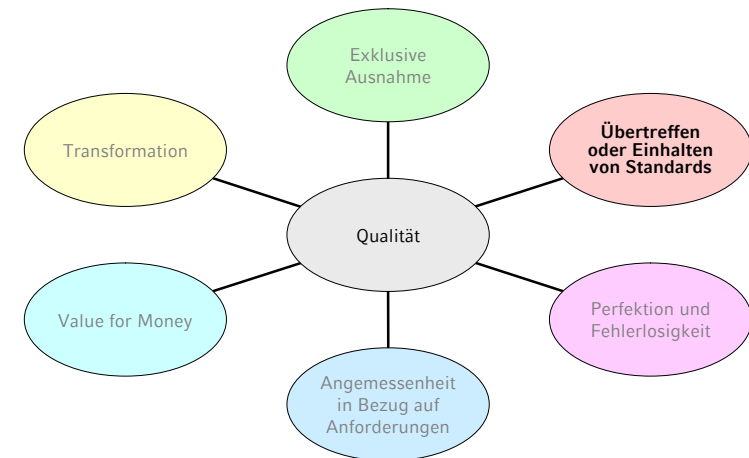 Exklusive
Ausnahme
Transformation
Übertreffen
oder Einhalten
von Standards
Qualität
Value for Money
Perfektion und
Fehlerlosigkeit
Angemessenheit
in Bezug auf
Anforderungen